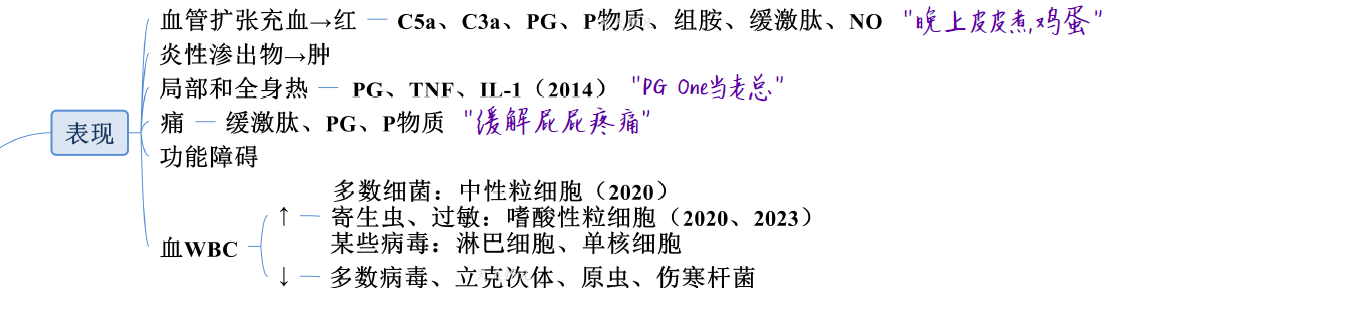 血管扩张充血→红 — C5a、C3a、PG、P物质、组胺、缓激肽、NO "晚上皮皮煮鸡蛋"
炎性渗出物→肿
局部和全身热 — PG、TNF、IL-1（2014） "PG One当老总"
表现
痛 — 缓激肽、PG、P物质 "缓解屁屁疼痛"
功能障碍
多数细菌：中性粒细胞（2020）
↑ — 寄生虫、过敏：嗜酸性粒细胞（2020、2023）
某些病毒：淋巴细胞、单核细胞
血WBC
↓ — 多数病毒、立克次体、原虫、伤寒杆菌